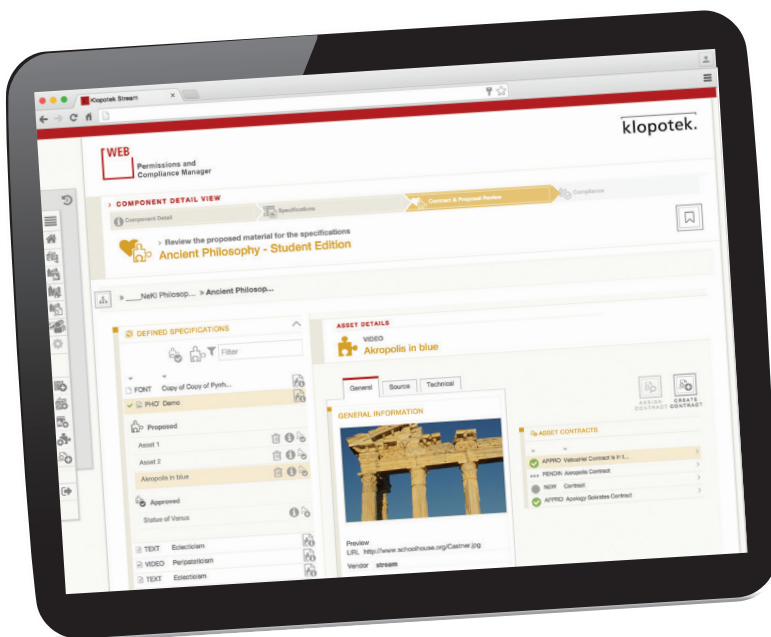 Klopotek Stream
WEB
Permissions and
Compliance Manager
klopotek.
> COMPONENT DETAIL VIEW
Component Detail
Specifications
Contract & Proposal Review
Compliance
> Review the proposed material for the specifications
Ancient Philosophy - Student Edition
> ___NeKi Philosop... > Ancient Philosop...
DEFINED SPECIFICATIONS
Filter
FONT Copy of Copy of Pyrrh...
PHO' Demo
Proposed
Asset 1
Asset 2
Akropolis in blue
Approved
Statue of Venus
TEXT Eclecticism
VIDEO Peripateticism
TEXT Eclecticism
ASSET DETAILS
VIDEO
Akropolis in blue
General Source Technical
GENERAL INFORMATION
Preview
URL http://www.schoolhouse.org/Castner.jpg
Vendor stream
ASSIGN CONTRACT
CREATE CONTRACT
ASSET CONTRACTS
APPRO
PENDIN Akropolis Contract
NEW Contract
APPRO Apology Sokrates Contract